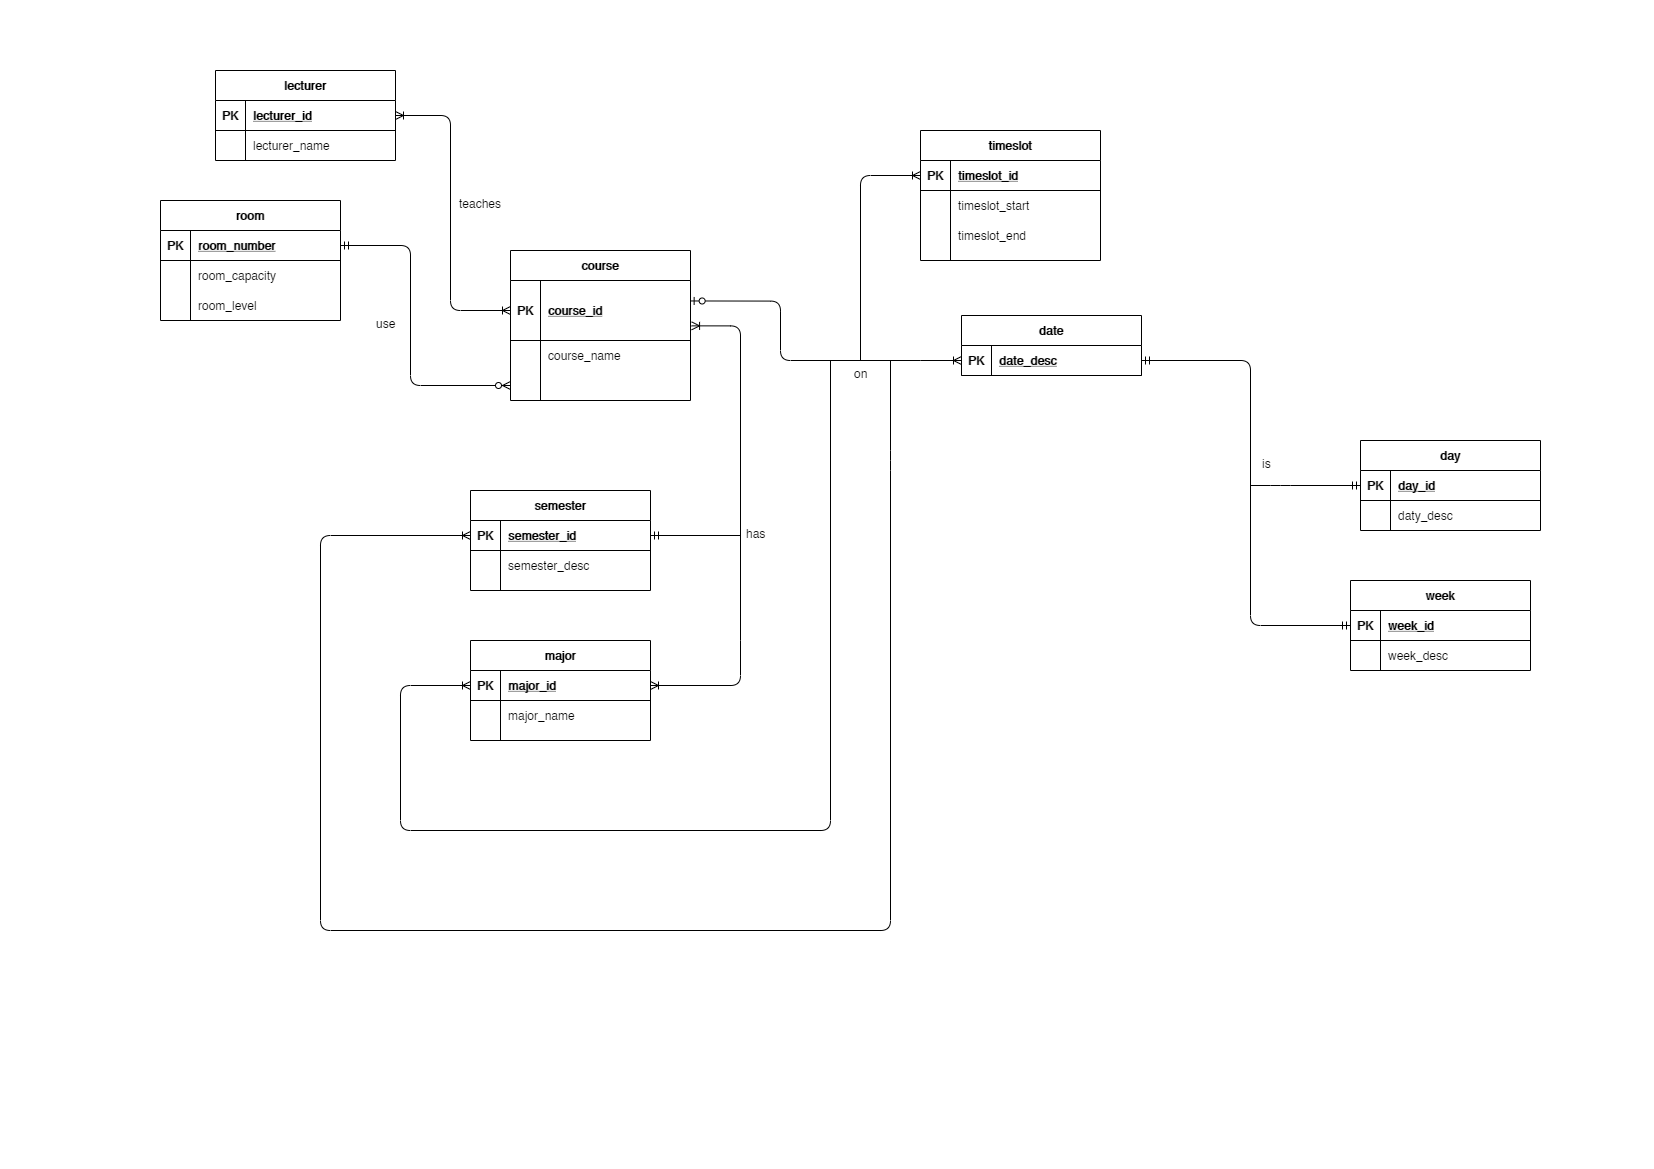 lecturer
PK lecturer_id
lecturer_name
teaches
room
PK room_number
room_capacity
room_level
use
course
PK course_id
course_name
timeslot
PK timeslot_id
timeslot_start
timeslot_end
on
date
PK date_desc
is
day
PK day_id
daty_desc
week
PK week_id
week_desc
semester
PK semester_id
semester_desc
has
major
PK major_id
major_name